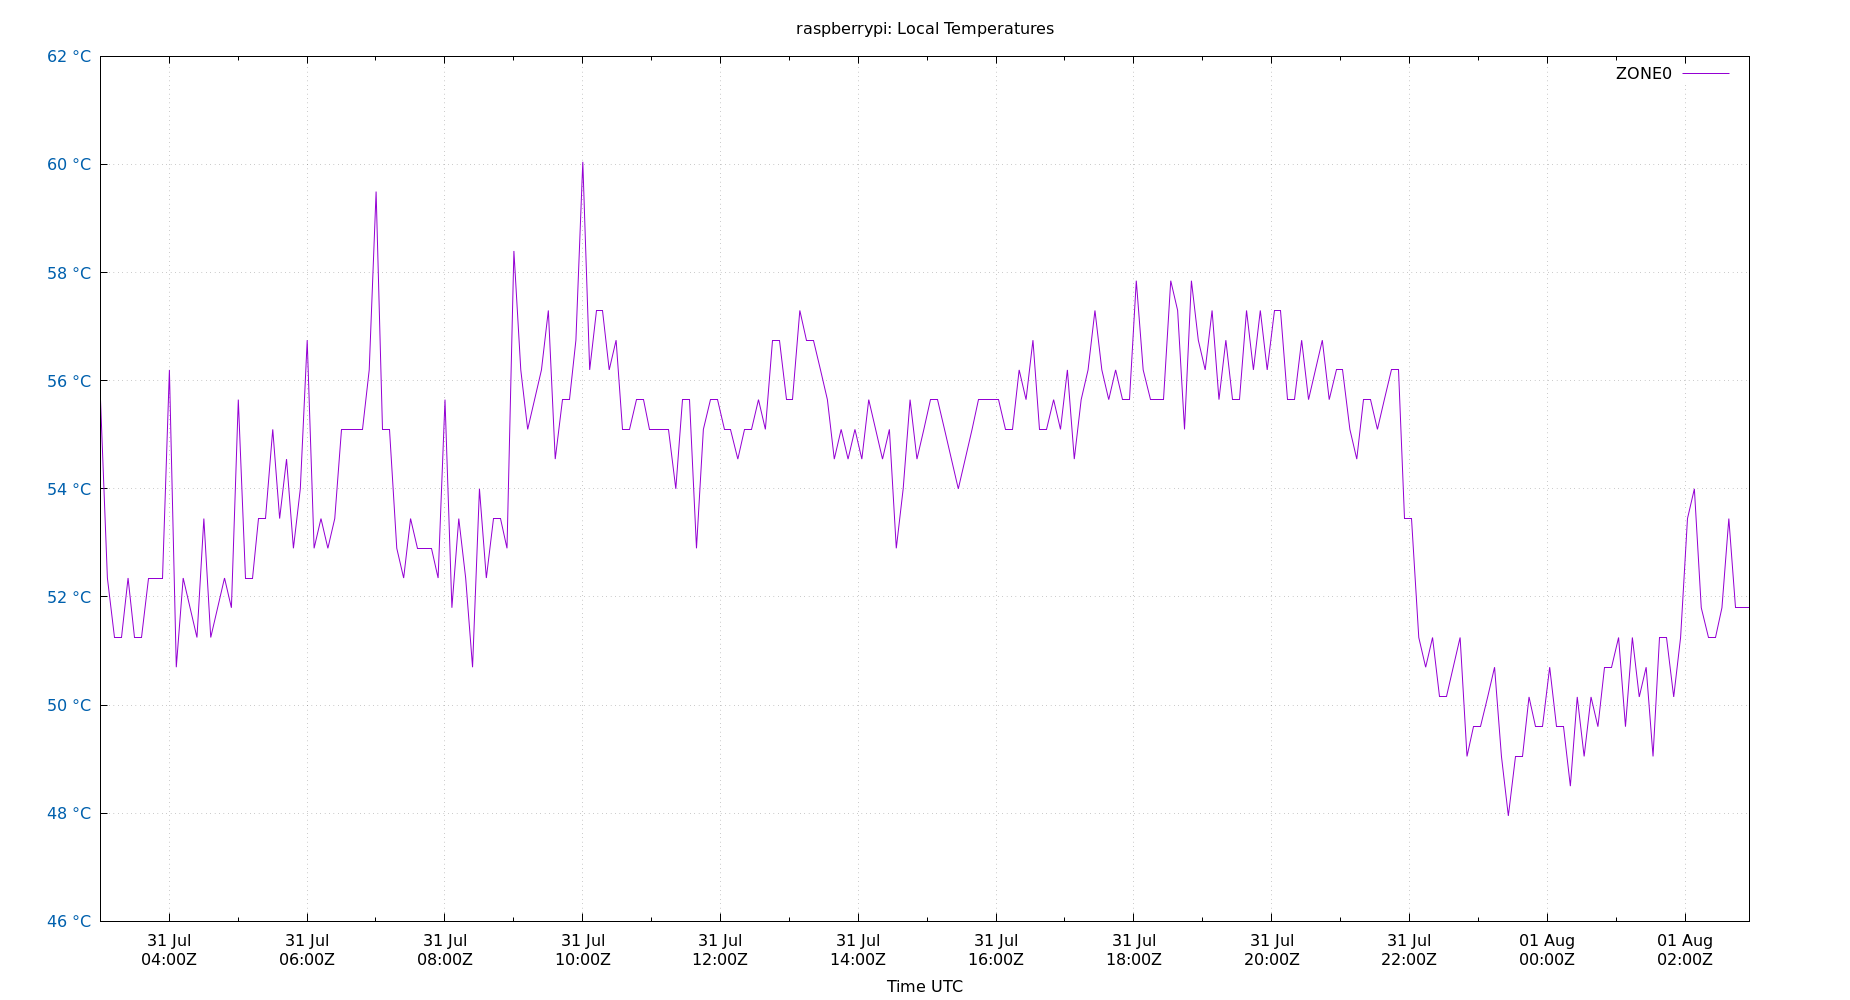 raspberrypi: Local Temperatures
62 °C
ZONE0
60 °C
58 °C
56 °C
54 °C
52 °C
50 °C
48 °C
46 °C
31 Jul 31 Jul 31 Jul 31 Jul 31 Jul 31 Jul 31 Jul 31 Jul 31 Jul 31 Jul 01 Aug 01 Aug
04:00Z 06:00Z 08:00Z 10:00Z 12:00Z 14:00Z 16:00Z 18:00Z 20:00Z 22:00Z 00:00Z 02:00Z
Time UTC